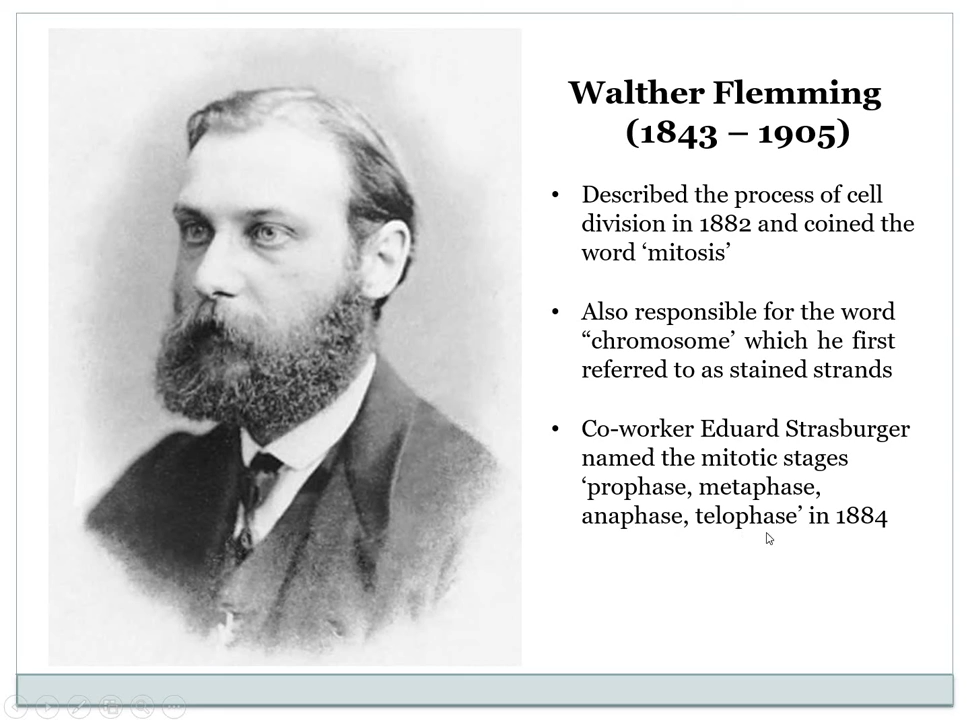 Walther Flemming
(1843 – 1905)
• Described the process of cell
division in 1882 and coined the
word ‘mitosis’
• Also responsible for the word
“chromosome’ which he first
referred to as stained strands
• Co-worker Eduard Strasburger
named the mitotic stages
‘prophase, metaphase,
anaphase, telophase’ in 1884